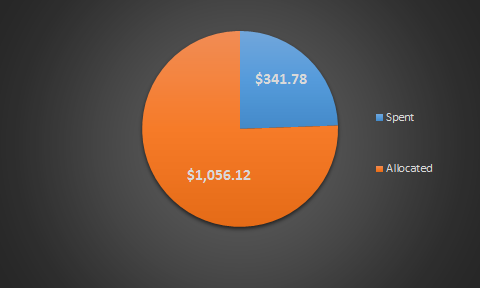 $341.78
Spent
Allocated
$1,056.12